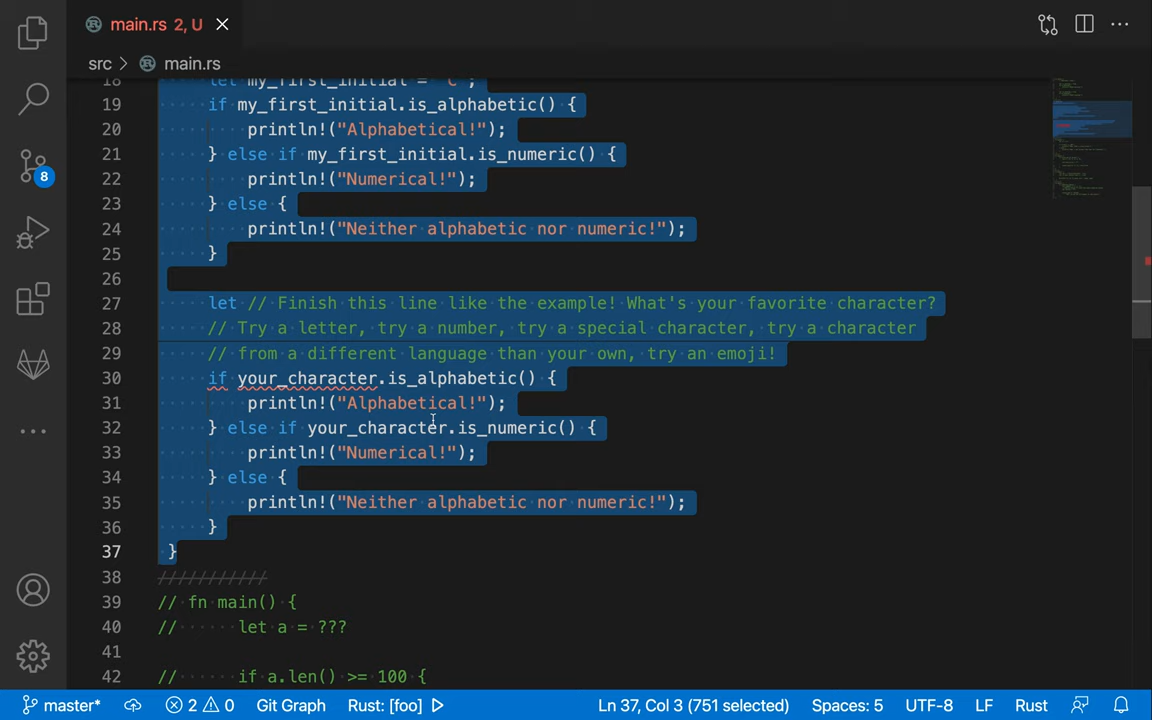 main.rs 2, U
src > main.rs
18 let my_first_initial = 'C';
19 if my_first_initial.is_alphabetic() {
20 println!("Alphabetical!");
21 } else if my_first_initial.is_numeric() {
22 println!("Numerical!");
23 } else {
24 println!("Neither alphabetic nor numeric!");
25 }
26
27 let // Finish this line like the example! What's your favorite character?
28 // Try a letter, try a number, try a special character, try a character
29 // from a different language than your own, try an emoji!
30 if your_character.is_alphabetic() {
31 println!("Alphabetical!");
32 } else if your_character.is_numeric() {
33 println!("Numerical!");
34 } else {
35 println!("Neither alphabetic nor numeric!");
36 }
37 }
38 ///////////
39 // fn main() {
40 // let a = ???
41
42 // if a.len() >= 100 {
8
master* 2 0 Git Graph Rust: [foo] Ln 37, Col 3 (751 selected) Spaces: 5 UTF-8 LF Rust